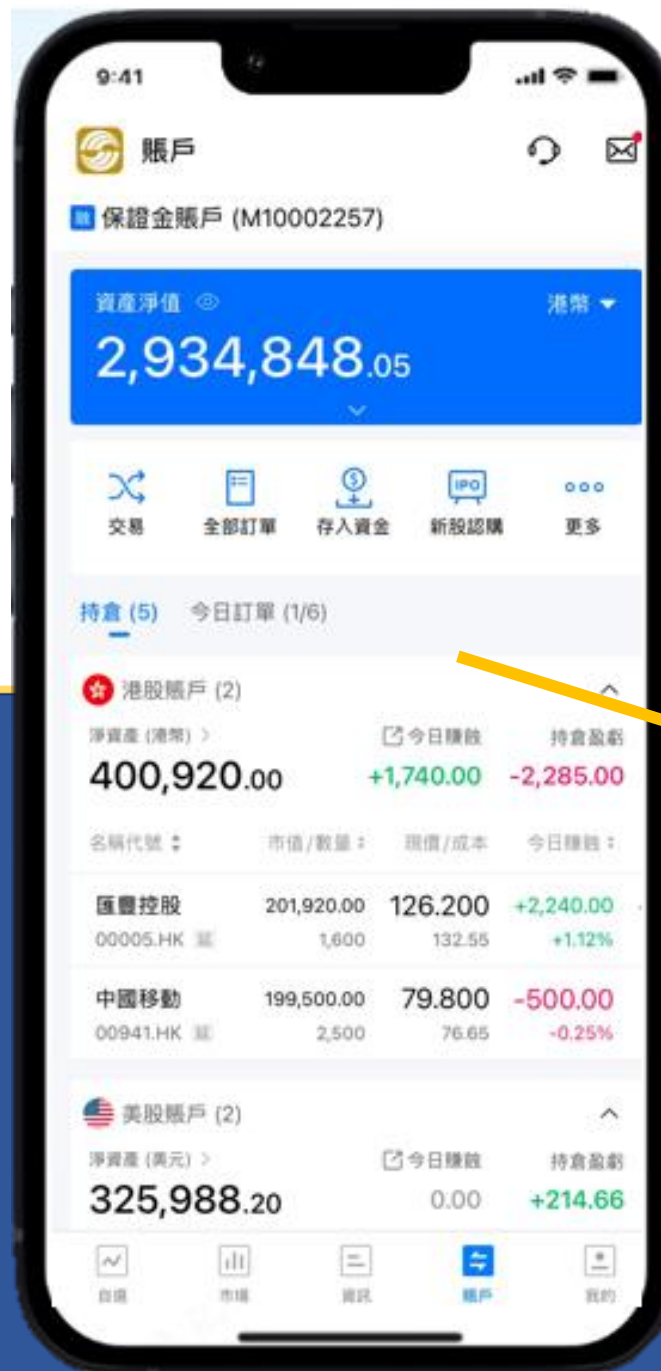 9:41
賬戶
融 保證金賬戶 (M10002257)
資產淨值 港幣
2,934,848.05
IPO
交易 全部訂單 存入資金 新股認購 更多
持倉 (5) 今日訂單 (1/6)
港股賬戶 (2)
淨資產 (港幣) > 今日賺蝕 持倉盈虧
400,920.00 +1,740.00 -2,285.00
名稱代號 市值/數量 現價/成本 今日賺蝕
匯豐控股 201,920.00 126.200 +2,240.00
00005.HK 延 1,600 132.55 +1.12%
中國移動 199,500.00 79.800 -500.00
00941.HK 延 2,500 76.65 -0.25%
美股賬戶 (2)
淨資產 (美元) > 今日賺蝕 持倉盈虧
325,988.20 0.00 +214.66
自選 市場 資訊 賬戶 我的